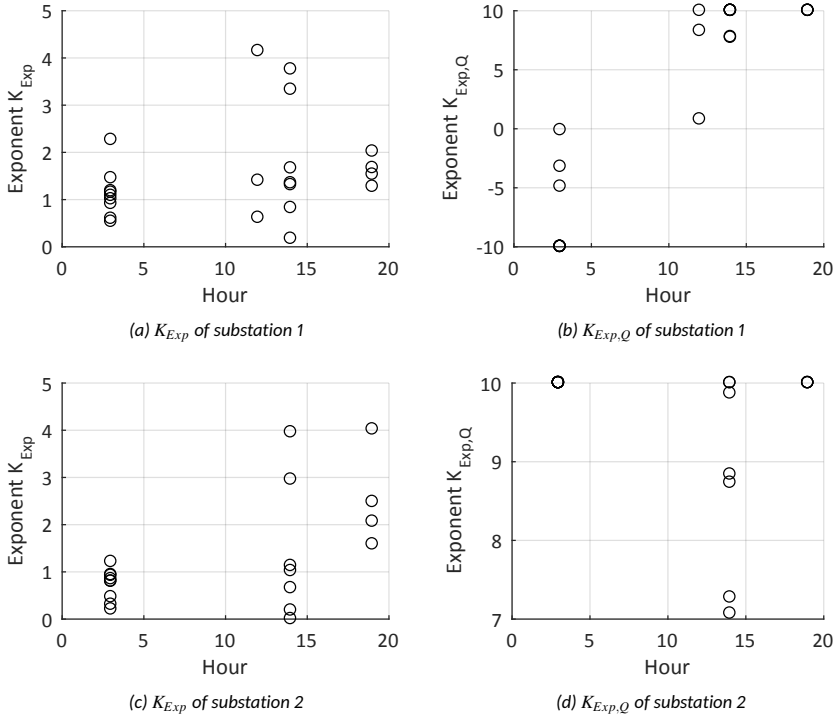 5
4
3
2
1
0
0 5 10 15 20
Hour
Exponent K_Exp
(a) K_Exp of substation 1
10
5
0
-5
-10
0 5 10 15 20
Hour
Exponent K_Exp,Q
(b) K_Exp,Q of substation 1
5
4
3
2
1
0
0 5 10 15 20
Hour
Exponent K_Exp
(c) K_Exp of substation 2
10
9
8
7
0 5 10 15 20
Hour
Exponent K_Exp,Q
(d) K_Exp,Q of substation 2